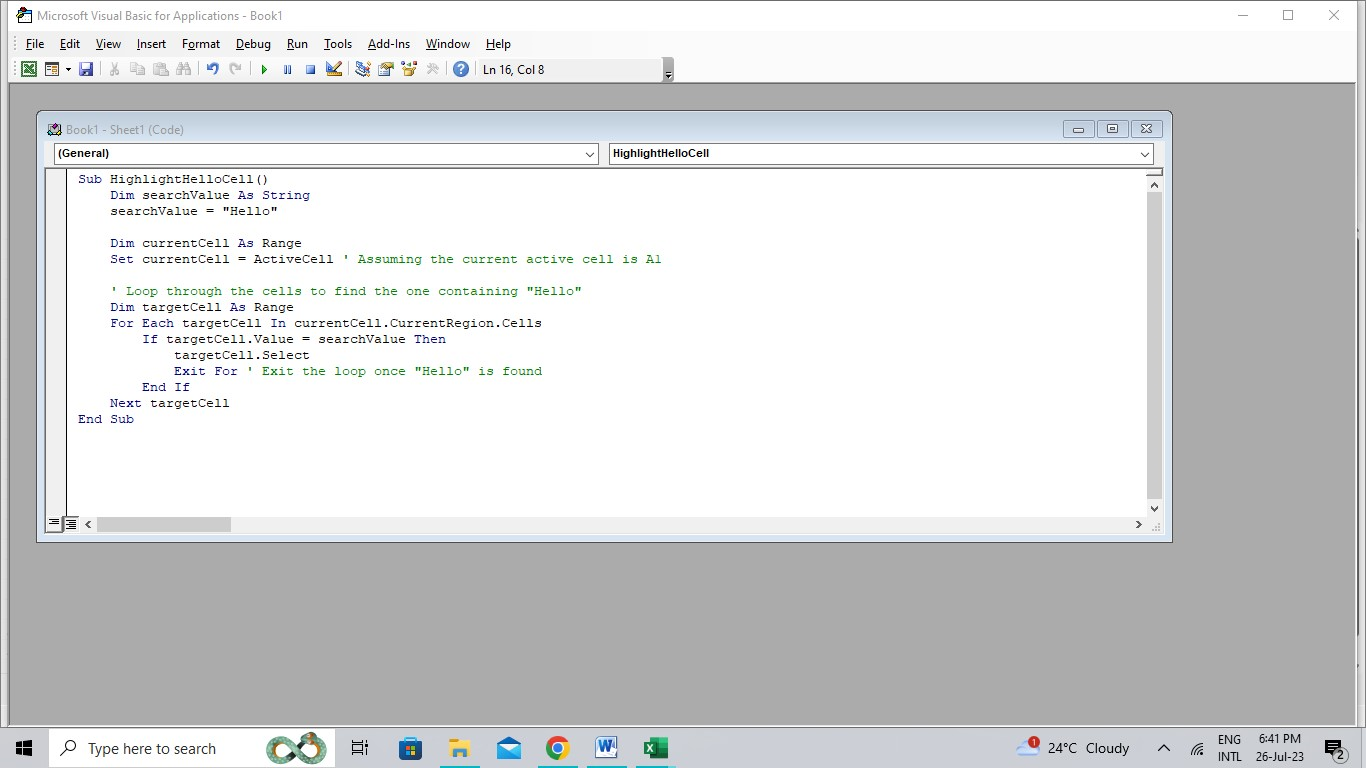 Microsoft Visual Basic for Applications - Book1
File Edit View Insert Format Debug Run Tools Add-Ins Window Help
Ln 16, Col 8
Book1 - Sheet1 (Code)
(General) HighlightHelloCell
Sub HighlightHelloCell()
Dim searchValue As String
searchValue = "Hello"
Dim currentCell As Range
Set currentCell = ActiveCell ' Assuming the current active cell is A1
' Loop through the cells to find the one containing "Hello"
Dim targetCell As Range
For Each targetCell In currentCell.CurrentRegion.Cells
If targetCell.Value = searchValue Then
targetCell.Select
Exit For ' Exit the loop once "Hello" is found
End If
Next targetCell
End Sub
Type here to search
1
24°C Cloudy
ENG
INTL
6:41 PM
26-Jul-23
2